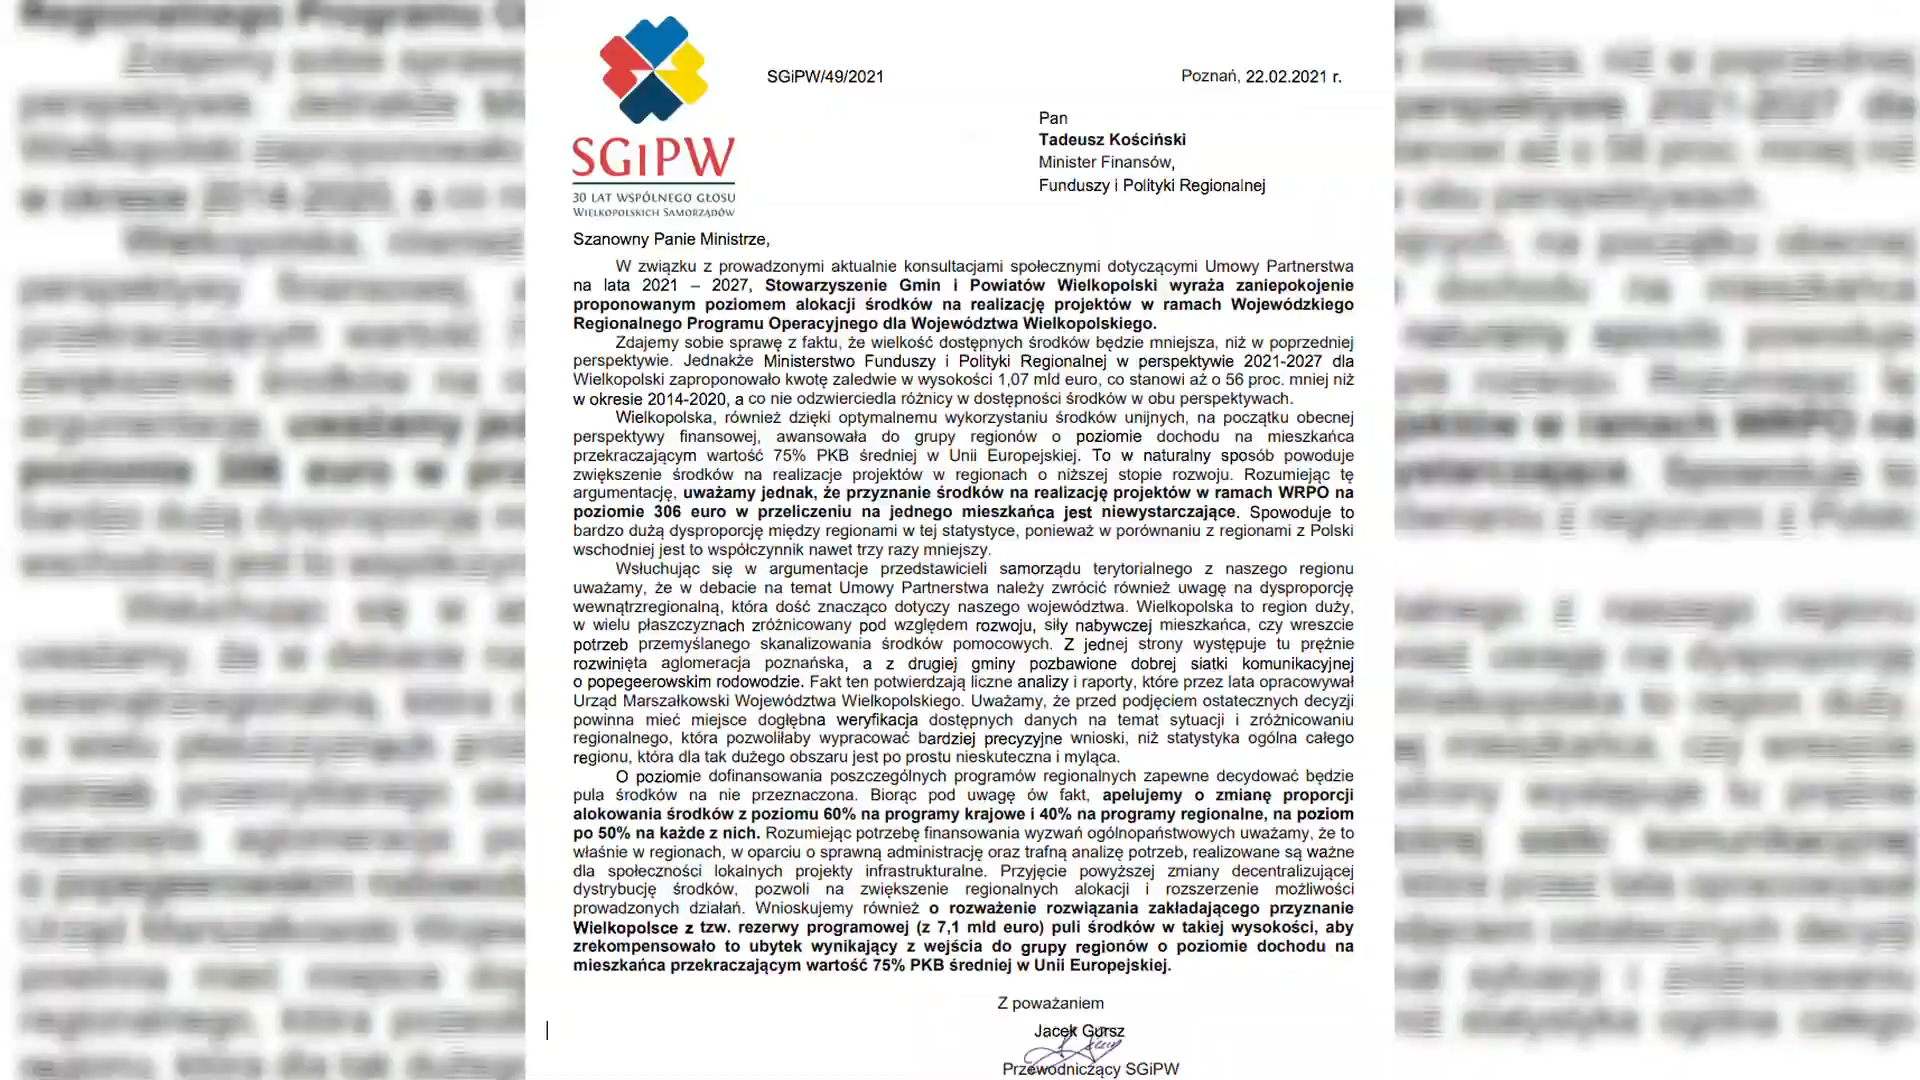 SGiPW/49/2021
Poznań, 22.02.2021 r.
SGiPW
30 LAT WSPÓLNEGO GŁOSU
WIELKOPOLSKICH SAMORZĄDÓW
Pan
Tadeusz Kościński
Minister Finansów,
Funduszy i Polityki Regionalnej
Szanowny Panie Ministrze,
W związku z prowadzonymi aktualnie konsultacjami społecznymi dotyczącymi Umowy Partnerstwa
na lata 2021 – 2027, Stowarzyszenie Gmin i Powiatów Wielkopolski wyraża zaniepokojenie
proponowanym poziomem alokacji środków na realizację projektów w ramach Wojewódzkiego
Regionalnego Programu Operacyjnego dla Województwa Wielkopolskiego.
Zdajemy sobie sprawę z faktu, że wielkość dostępnych środków będzie mniejsza, niż w poprzedniej
perspektywie. Jednakże Ministerstwo Funduszy i Polityki Regionalnej w perspektywie 2021-2027 dla
Wielkopolski zaproponowało kwotę zaledwie w wysokości 1,07 mld euro, co stanowi aż o 56 proc. mniej niż
w okresie 2014-2020, a co nie odzwierciedla różnicy w dostępności środków w obu perspektywach.
Wielkopolska, również dzięki optymalnemu wykorzystaniu środków unijnych, na początku obecnej
perspektywy finansowej, awansowała do grupy regionów o poziomie dochodu na mieszkańca
przekraczającym wartość 75% PKB średniej w Unii Europejskiej. To w naturalny sposób powoduje
zwiększenie środków na realizacje projektów w regionach o niższej stopie rozwoju. Rozumiejąc tę
argumentację, uważamy jednak, że przyznanie środków na realizację projektów w ramach WRPO na
poziomie 306 euro w przeliczeniu na jednego mieszkańca jest niewystarczające. Spowoduje to
bardzo dużą dysproporcję między regionami w tej statystyce, ponieważ w porównaniu z regionami z Polski
wschodniej jest to współczynnik nawet trzy razy mniejszy.
Wsłuchując się w argumentacje przedstawicieli samorządu terytorialnego z naszego regionu
uważamy, że w debacie na temat Umowy Partnerstwa należy zwrócić również uwagę na dysproporcję
wewnątrzregionalną, która dość znacząco dotyczy naszego województwa. Wielkopolska to region duży,
w wielu płaszczyznach zróżnicowany pod względem rozwoju, siły nabywczej mieszkańca, czy wreszcie
potrzeb przemyślanego skanalizowania środków pomocowych. Z jednej strony występuje tu prężnie
rozwinięta aglomeracja poznańska, a z drugiej gminy pozbawione dobrej siatki komunikacyjnej
o popegeerowskim rodowodzie. Fakt ten potwierdzają liczne analizy i raporty, które przez lata opracowywał
Urząd Marszałkowski Województwa Wielkopolskiego. Uważamy, że przed podjęciem ostatecznych decyzji
powinna mieć miejsce dogłębna weryfikacja dostępnych danych na temat sytuacji i zróżnicowaniu
regionalnego, która pozwoliłaby wypracować bardziej precyzyjne wnioski, niż statystyka ogólna całego
regionu, która dla tak dużego obszaru jest po prostu nieskuteczna i myląca.
O poziomie dofinansowania poszczególnych programów regionalnych zapewne decydować będzie
pula środków na nie przeznaczona. Biorąc pod uwagę ów fakt, apelujemy o zmianę proporcji
alokowania środków z poziomu 60% na programy krajowe i 40% na programy regionalne, na poziom
po 50% na każde z nich. Rozumiejąc potrzebę finansowania wyzwań ogólnopaństwowych uważamy, że to
właśnie w regionach, w oparciu o sprawną administrację oraz trafną analizę potrzeb, realizowane są ważne
dla społeczności lokalnych projekty infrastrukturalne. Przyjęcie powyższej zmiany decentralizującej
dystrybucję środków, pozwoli na zwiększenie regionalnych alokacji i rozszerzenie możliwości
prowadzonych działań. Wnioskujemy również o rozważenie rozwiązania zakładającego przyznanie
Wielkopolsce z tzw. rezerwy programowej (z 7,1 mld euro) puli środków w takiej wysokości, aby
zrekompensowało to ubytek wynikający z wejścia do grupy regionów o poziomie dochodu na
mieszkańca przekraczającym wartość 75% PKB średniej w Unii Europejskiej.
Z poważaniem
Jacek Gursz
Przewodniczący SGiPW